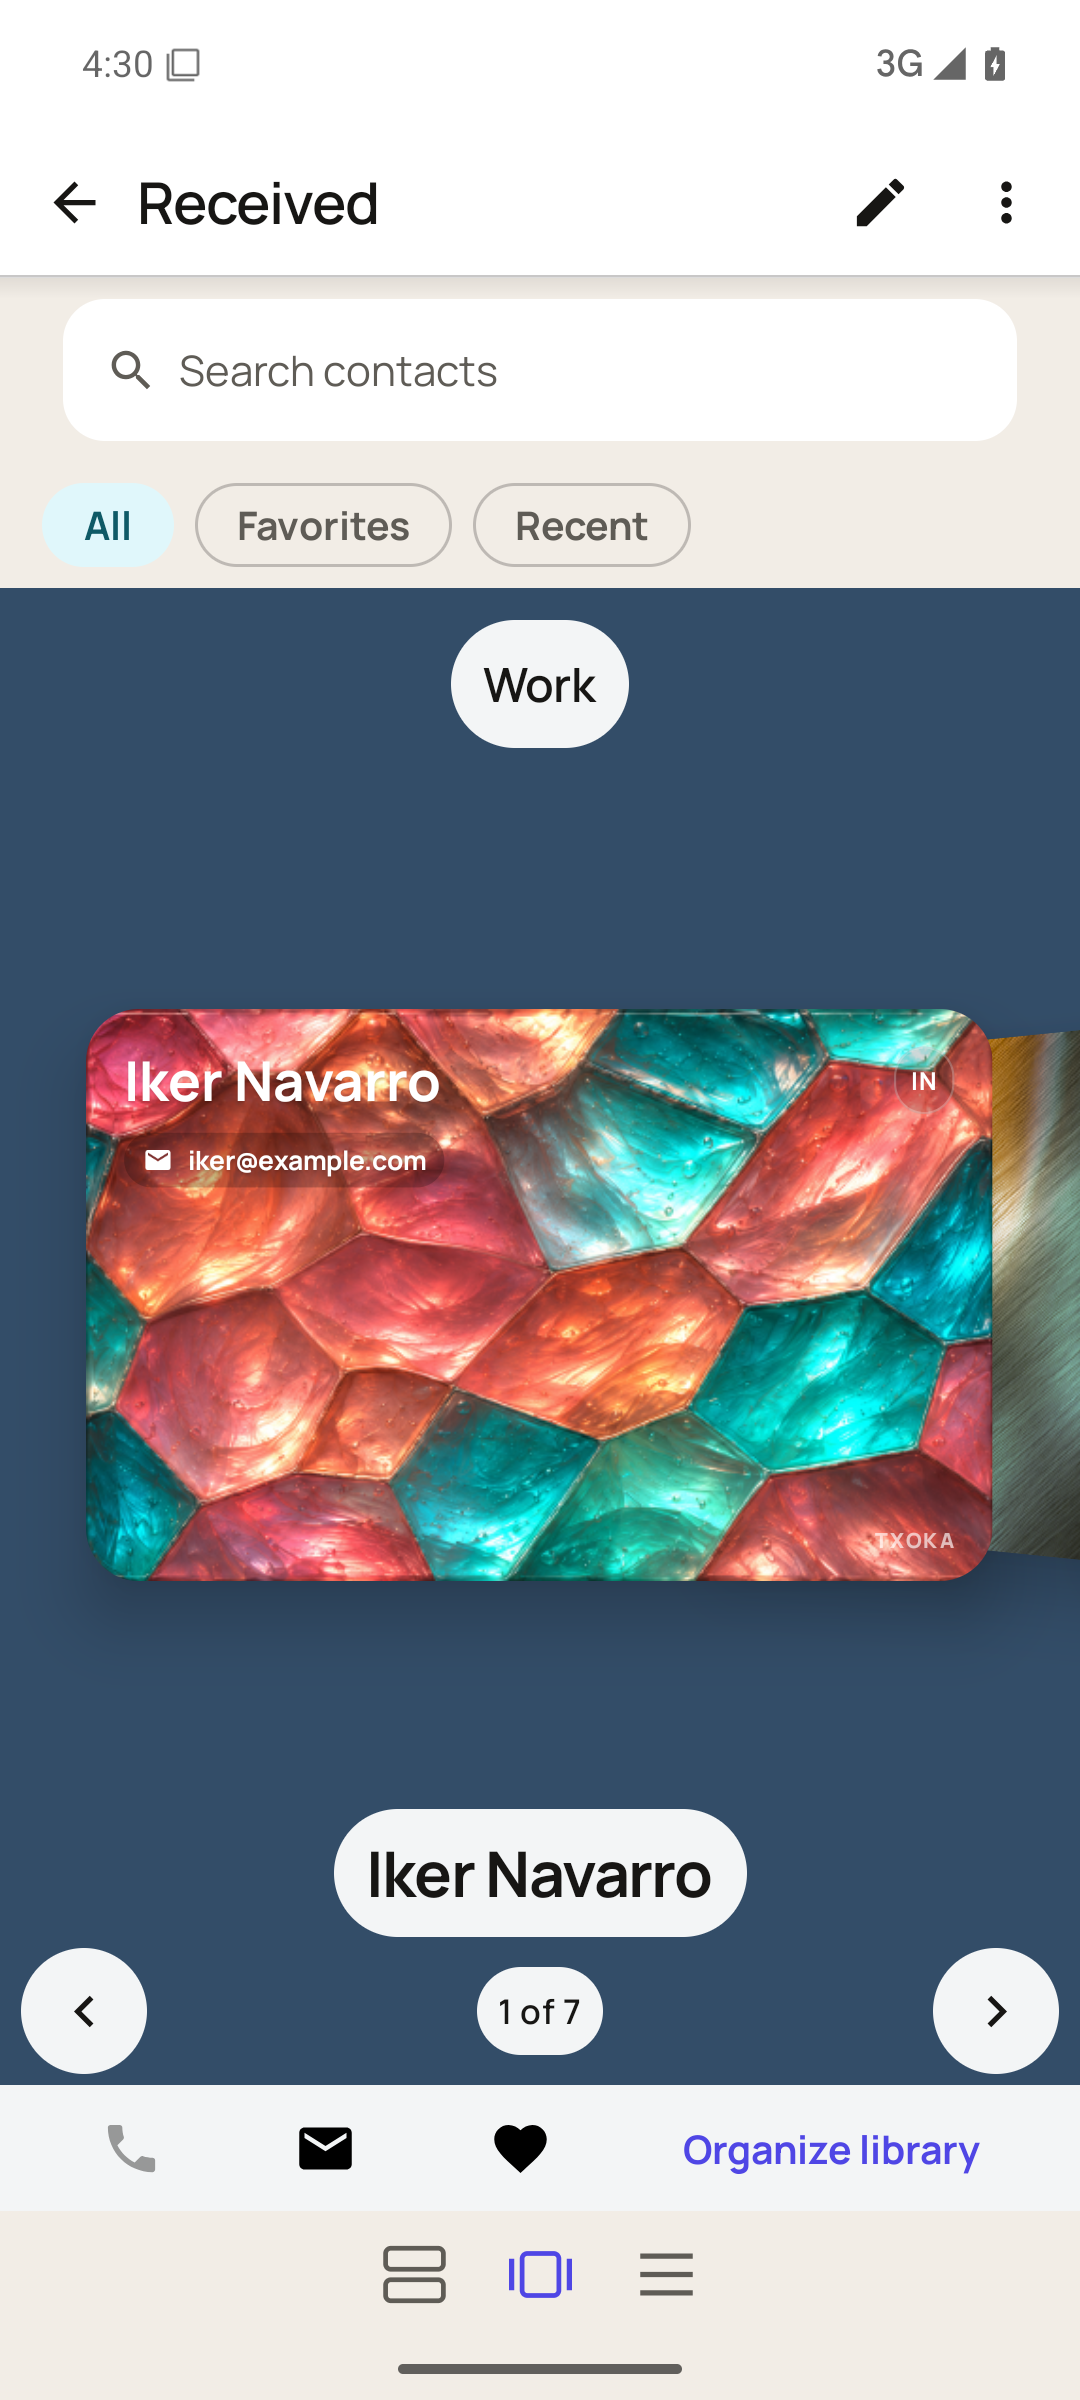 4:30
3G
Received
Search contacts
All
Favorites
Recent
Work
Iker Navarro
IN
iker@example.com
TXOKA
Iker Navarro
1 of 7
Organize library